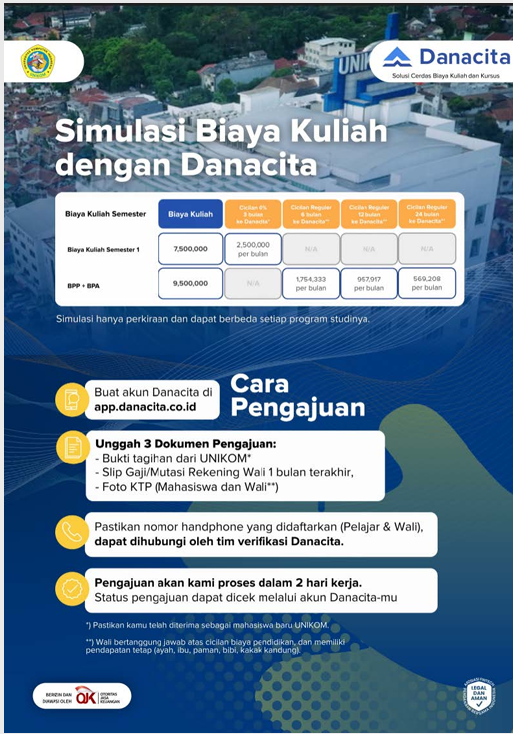 UNIKOM
UNIK
Danacita
Solusi Cerdas Biaya Kuliah dan Kursus
Simulasi Biaya Kuliah
dengan Danacita
Biaya Kuliah Semester
Biaya Kuliah
Cicilan 0%
3 bulan
ke Danacita*
Cicilan Reguler
6 bulan
ke Danacita**
Cicilan Reguler
12 bulan
ke Danacita**
Cicilan Reguler
24 bulan
ke Danacita**
Biaya Kuliah Semester 1
7,500,000
2,500,000
per bulan
N/A
N/A
N/A
BPP + BPA
9,500,000
N/A
1,754,333
per bulan
957,917
per bulan
569,208
per bulan
Simulasi hanya perkiraan dan dapat berbeda setiap program studinya.
Cara
Pengajuan
Buat akun Danacita di
app.danacita.co.id
Unggah 3 Dokumen Pengajuan:
- Bukti tagihan dari UNIKOM*
- Slip Gaji/Mutasi Rekening Wali 1 bulan terakhir,
- Foto KTP (Mahasiswa dan Wali**)
Pastikan nomor handphone yang didaftarkan (Pelajar & Wali),
dapat dihubungi oleh tim verifikasi Danacita.
Pengajuan akan kami proses dalam 2 hari kerja.
Status pengajuan dapat dicek melalui akun Danacita-mu
*) Pastikan kamu telah diterima sebagai mahasiswa baru UNIKOM.
**) Wali bertanggung jawab atas cicilan biaya pendidikan, dan memiliki
pendapatan tetap (ayah, ibu, paman, bibi, kakak kandung).
BERIZIN DAN
DIAWASI OLEH
OJK
OTORITAS
JASA
KEUANGAN
LEGAL
DAN
AMAN